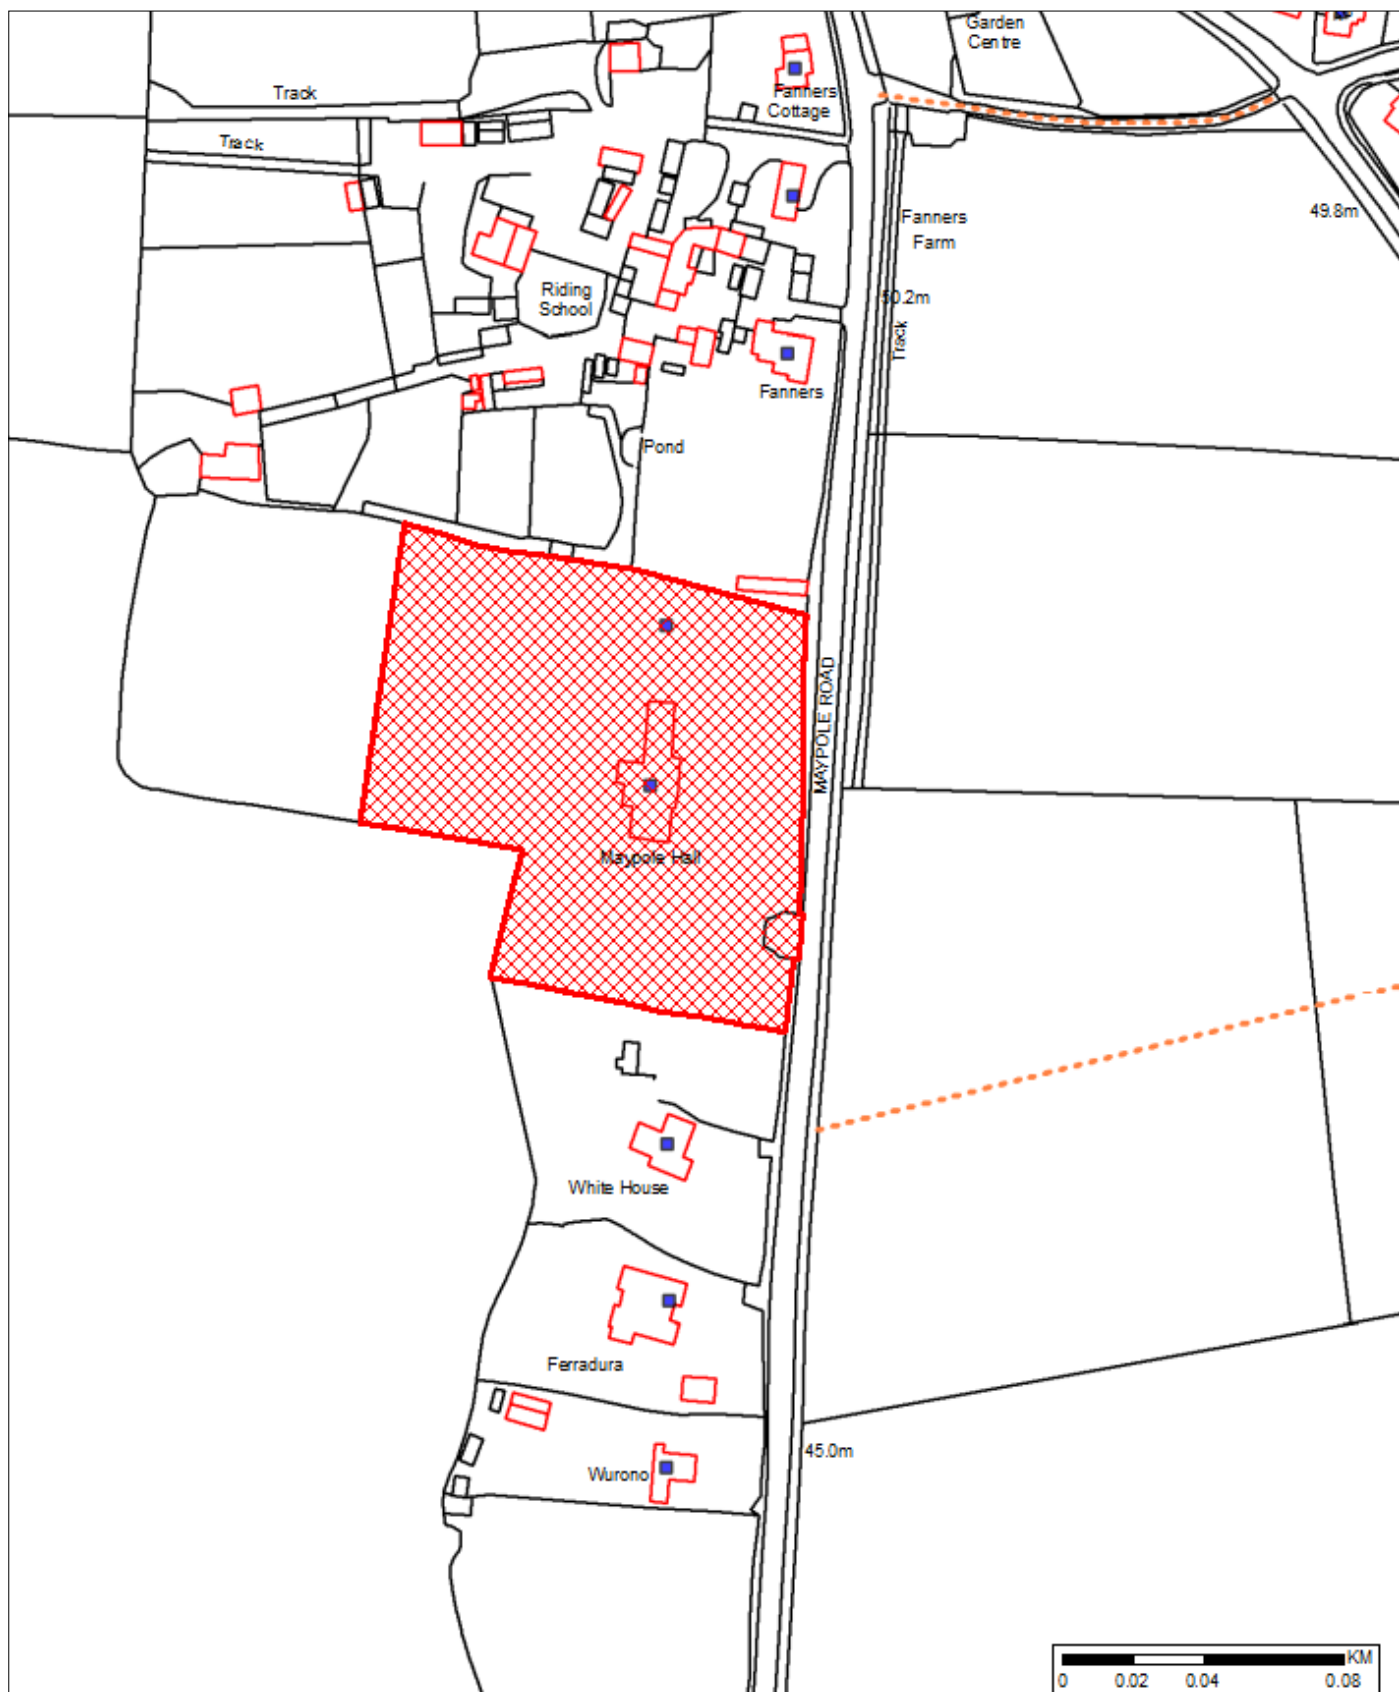 Garden
Centre
Track
Fanners
Cottage
Track
49.8m
Fanners
Farm
Riding
School
50.2m
Track
Fanners
Pond
MAYPOLE ROAD
Maypole Hall
White House
Ferradura
Wurono
45.0m
KM
0 0.02 0.04 0.08